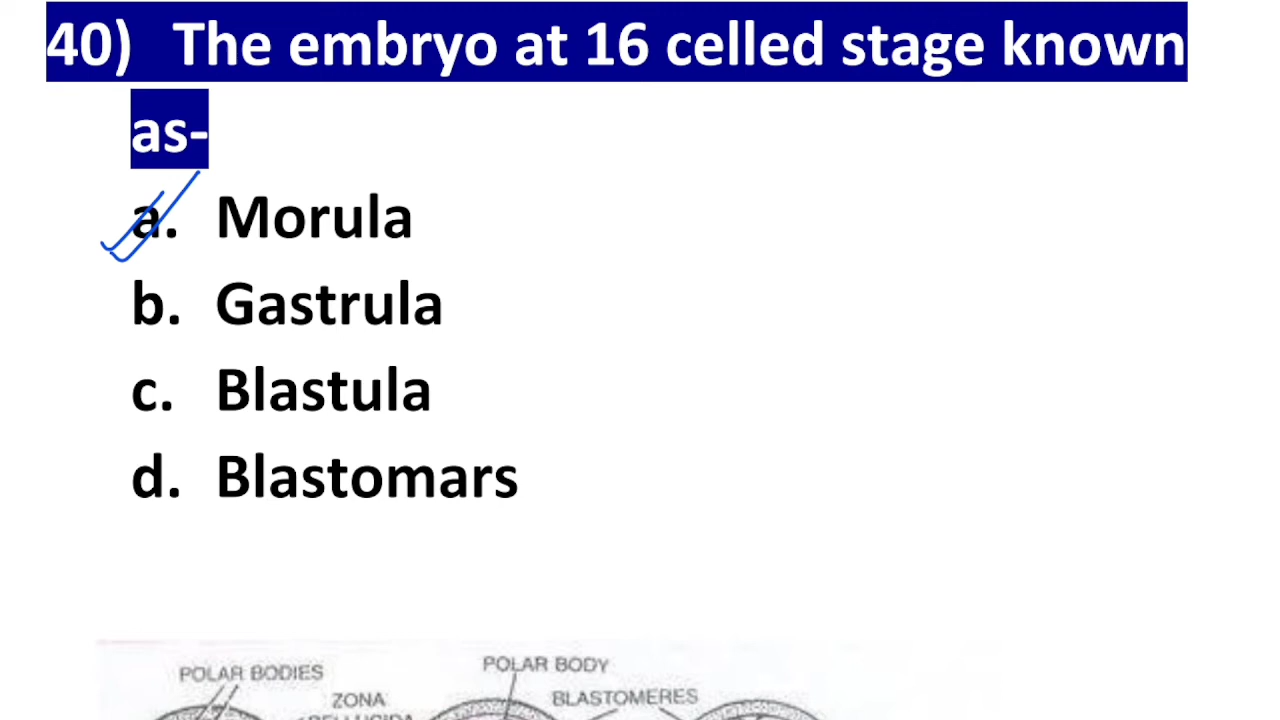 40) The embryo at 16 celled stage known
as-
a. Morula
b. Gastrula
c. Blastula
d. Blastomars
POLAR BODIES
POLAR BODY
ZONA
BLASTOMERES